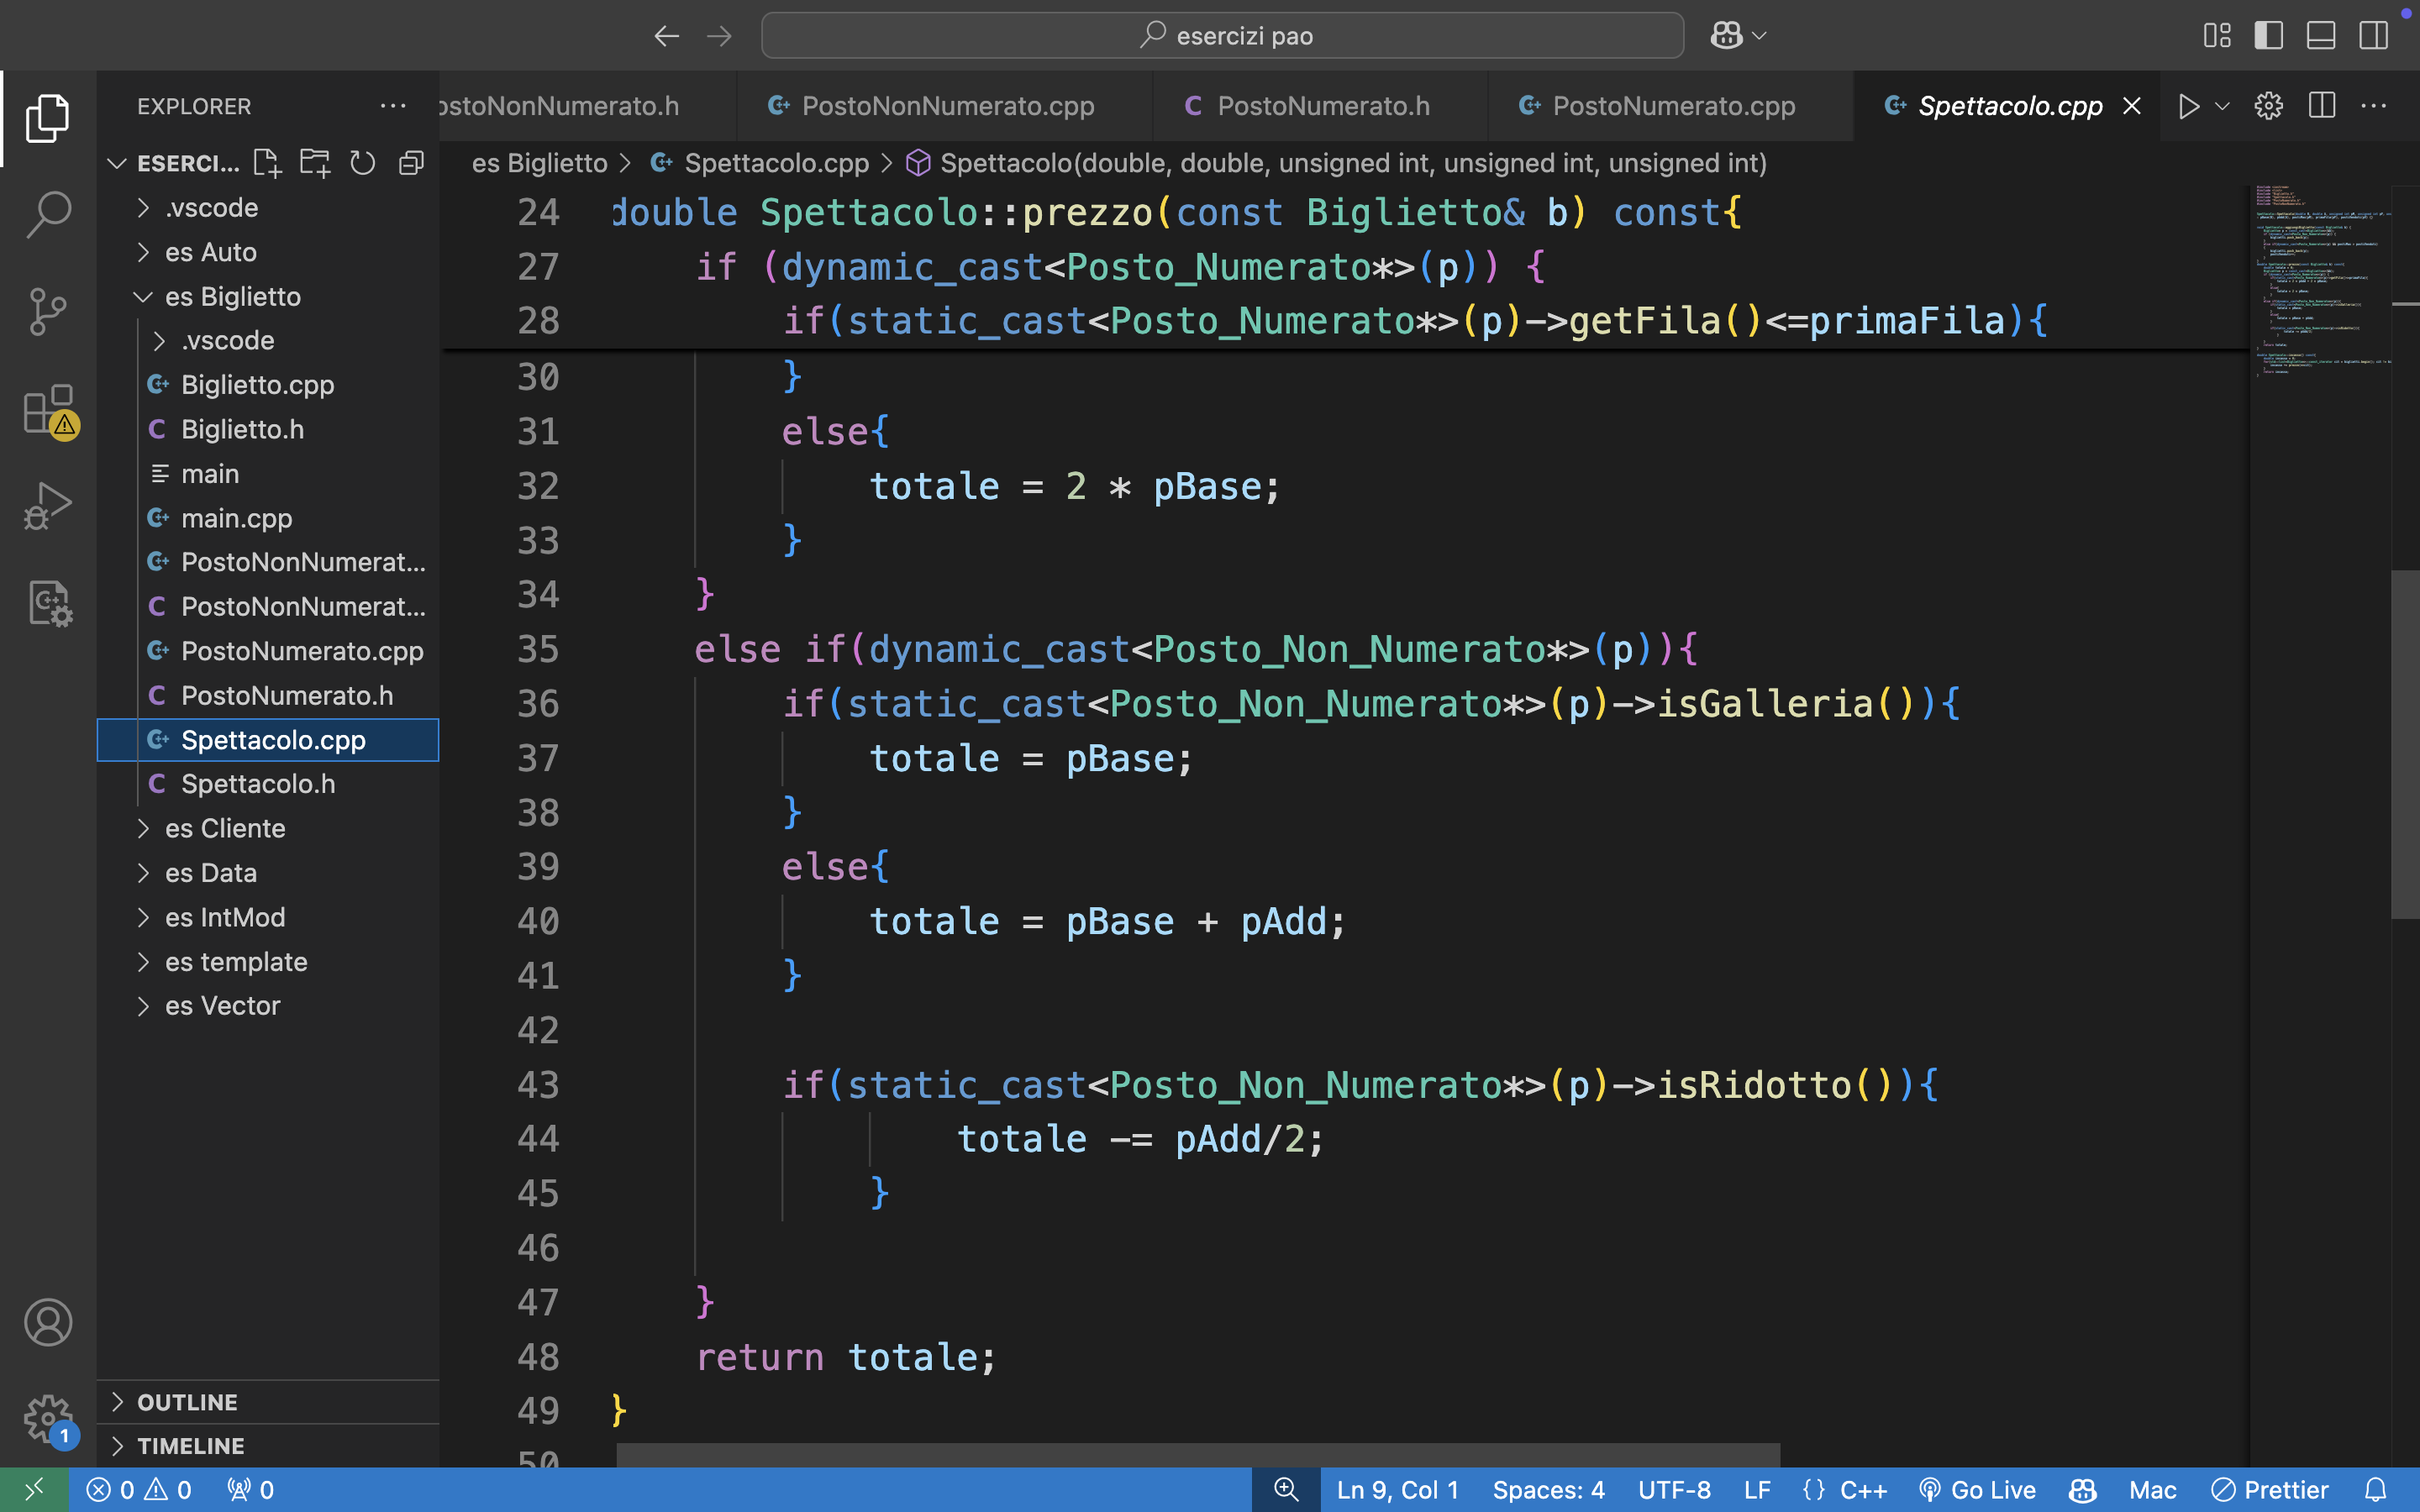 esercizi pao
EXPLORER
ostoNonNumerato.h
PostoNonNumerato.cpp
PostoNumerato.h
PostoNumerato.cpp
Spettacolo.cpp
ESERCI...
es Biglietto > Spettacolo.cpp > Spettacolo(double, double, unsigned int, unsigned int, unsigned int)
.vscode
es Auto
es Biglietto
.vscode
Biglietto.cpp
Biglietto.h
main
main.cpp
PostoNonNumerat...
PostoNonNumerat...
PostoNumerato.cpp
PostoNumerato.h
Spettacolo.cpp
Spettacolo.h
es Cliente
es Data
es IntMod
es template
es Vector
OUTLINE
TIMELINE
24 double Spettacolo::prezzo(const Biglietto& b) const{
27 if (dynamic_cast<Posto_Numerato*>(p)) {
28 if(static_cast<Posto_Numerato*>(p)->getFila()<=primaFila){
30 }
31 else{
32 totale = 2 * pBase;
33 }
34 }
35 else if(dynamic_cast<Posto_Non_Numerato*>(p)){
36 if(static_cast<Posto_Non_Numerato*>(p)->isGalleria()){
37 totale = pBase;
38 }
39 else{
40 totale = pBase + pAdd;
41 }
42
43 if(static_cast<Posto_Non_Numerato*>(p)->isRidotto()){
44 totale -= pAdd/2;
45 }
46
47 }
48 return totale;
49 }
50
1
0 0 0
Ln 9, Col 1
Spaces: 4
UTF-8
LF
{} C++
Go Live
Mac
Prettier